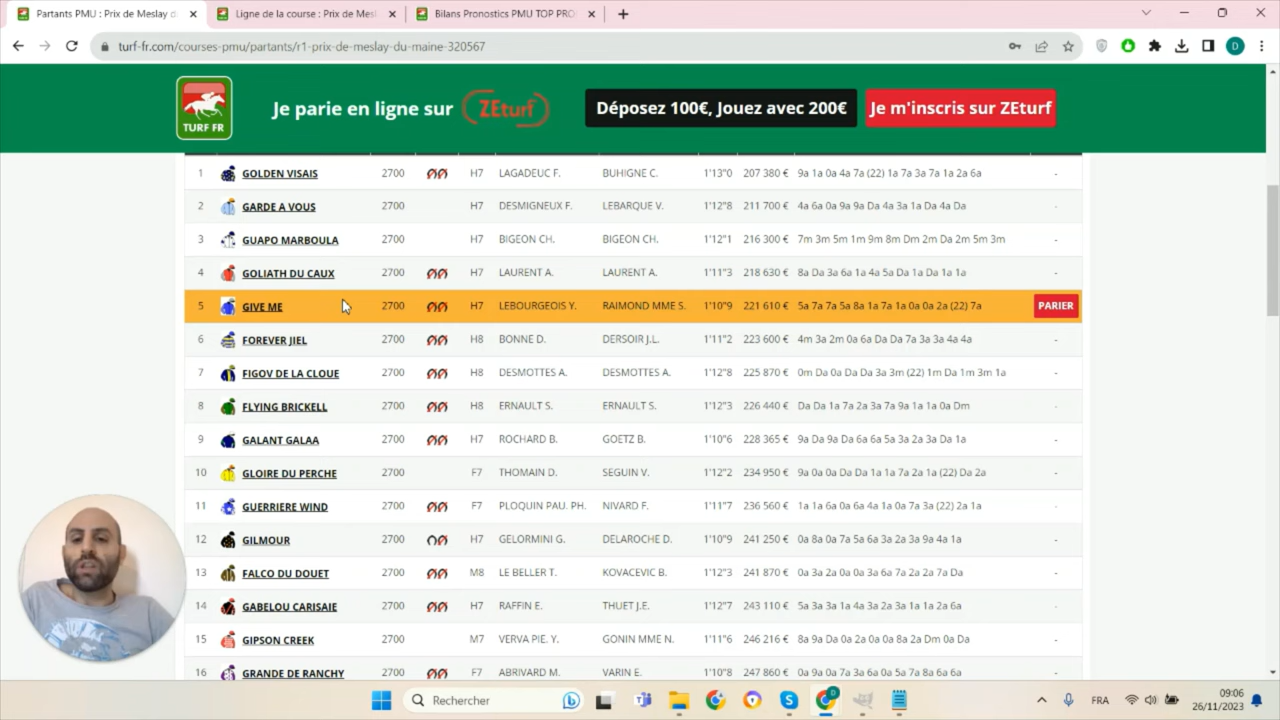 Partants PMU : Prix de Meslay d
Ligne de la course : Prix de Mesl
Bilans Pronostics PMU TOP PRO
turf-fr.com/courses-pmu/partants/r1-prix-de-meslay-du-maine-320567
D
TURF FR
Je parie en ligne sur ZEturf
Déposez 100€, Jouez avec 200€
Je m'inscris sur ZEturf
1 GOLDEN VISAIS 2700 H7 LAGADEUC F. BUHIGNE C. 1'13"0 207 380 € 9a 1a 0a 4a 7a (22) 1a 7a 3a 7a 1a 2a 6a -
2 GARDE A VOUS 2700 H7 DESMIGNEUX F. LEBARQUE V. 1'12"8 211 700 € 4a 6a 0a 9a 9a Da 4a 3a 1a Da 4a Da -
3 GUAPO MARBOULA 2700 H7 BIGEON CH. BIGEON CH. 1'12"1 216 300 € 7m 3m 5m 1m 9m 8m Dm 2m Da 2m 5m 3m -
4 GOLIATH DU CAUX 2700 H7 LAURENT A. LAURENT A. 1'11"3 218 630 € 8a Da 3a 6a 1a 4a 5a Da 1a Da 1a 1a -
5 GIVE ME 2700 H7 LEBOURGEOIS Y. RAIMOND MME S. 1'10"9 221 610 € 5a 7a 7a 5a 8a 1a 7a 1a 0a 0a 2a (22) 7a PARIER
6 FOREVER JIEL 2700 H8 BONNE D. DERSOIR J.L. 1'11"2 223 600 € 4m 3a 2m 0a 6a Da Da 7a 3a 3a 4a 4a -
7 FIGOV DE LA CLOUE 2700 H8 DESMOTTES A. DESMOTTES A. 1'12"8 225 870 € 0m Da 0a Da Da 3a 3m (22) 1m Da 1m 3m 1a -
8 FLYING BRICKELL 2700 H8 ERNAULT S. ERNAULT S. 1'12"3 226 440 € Da Da 1a 7a 2a 3a 7a 9a 1a 1a 0a Dm -
9 GALANT GALAA 2700 H7 ROCHARD B. GOETZ B. 1'10"6 228 365 € 9a Da 9a Da 6a 6a 5a 3a 2a 3a Da 1a -
10 GLOIRE DU PERCHE 2700 F7 THOMAIN D. SEGUIN V. 1'12"2 234 950 € 9a 0a 0a Da Da 1a 1a 7a 2a 1a (22) Da 2a -
11 GUERRIERE WIND 2700 F7 PLOQUIN PAU. PH. NIVARD F. 1'11"7 236 560 € 1a 1a 6a 0a 6a 4a 1a 0a 7a 3a (22) 2a 1a -
12 GILMOUR 2700 H7 GELORMINI G. DELAROCHE D. 1'10"9 241 250 € 0a 8a 0a 7a 5a 6a 3a 2a 3a 9a 4a 1a -
13 FALCO DU DOUET 2700 M8 LE BELLER T. KOVACEVIC B. 1'12"3 241 870 € 0a 3a 2a 0a 0a 3a 6a 7a 2a 2a 7a Da -
14 GABELOU CARISAIE 2700 H7 RAFFIN E. THUET J.E. 1'12"7 243 110 € 5a 3a 3a 1a 4a 3a 2a 3a 1a 1a 2a 6a -
15 GIPSON CREEK 2700 M7 VERVA PIE. Y. GONIN MME N. 1'11"6 246 216 € 8a 9a Da 0a 2a 0a 0a 8a 2a Dm 0a Da -
16 GRANDE DE RANCHY 2700 F7 ABRIVARD M. VARIN E. 1'10"8 247 860 € 0a 9a 0a 7a 3a 6a 0a 5a 7a 8a 6a 6a -
Rechercher
FRA
09:06
26/11/2023